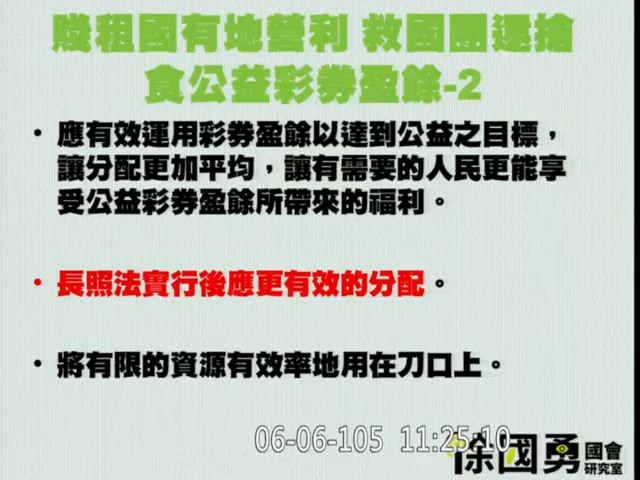 賤租國有地營利 救國團還搶
食公益彩券盈餘-2
• 應有效運用彩券盈餘以達到公益之目標，
讓分配更加平均，讓有需要的人民更能享
受公益彩券盈餘所帶來的福利。
• 長照法實行後應更有效的分配。
• 將有限的資源有效率地用在刀口上。
06-06-105 11:25:10
徐國勇 國會
研究室